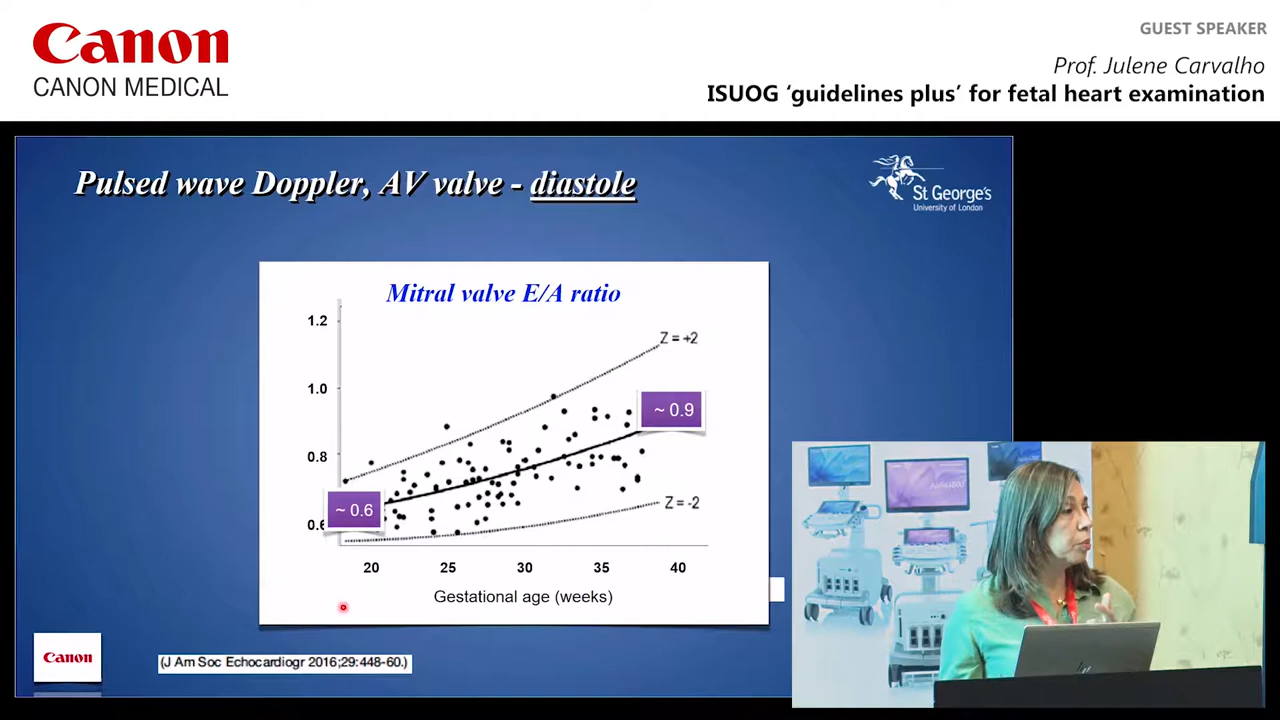 Canon
CANON MEDICAL
GUEST SPEAKER
Prof. Julene Carvalho
ISUOG ‘guidelines plus’ for fetal heart examination
Pulsed wave Doppler, AV valve - diastole
St George's
University of London
Mitral valve E/A ratio
1.2
1.0
0.8
0.6
Z = +2
~ 0.9
~ 0.6
Z = -2
20 25 30 35 40
Gestational age (weeks)
Canon
(J Am Soc Echocardiogr 2016;29:448-60.)